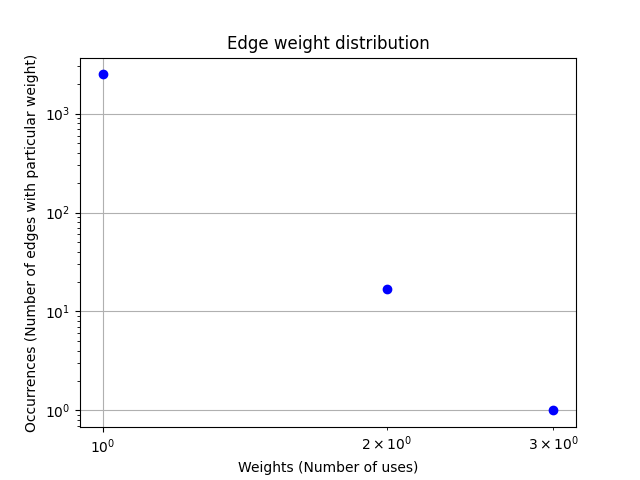 Edge weight distribution
Occurrences (Number of edges with particular weight)
10³
10²
10¹
10⁰
10⁰ 2 × 10⁰ 3 × 10⁰
Weights (Number of uses)